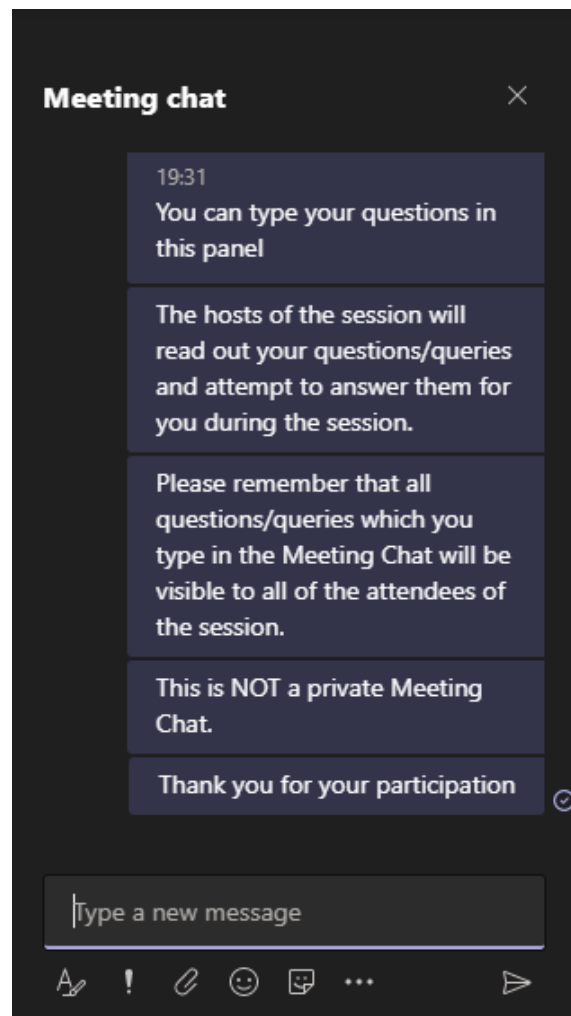 Meeting chat
19:31
You can type your questions in
this panel
The hosts of the session will
read out your questions/queries
and attempt to answer them for
you during the session.
Please remember that all
questions/queries which you
type in the Meeting Chat will be
visible to all of the attendees of
the session.
This is NOT a private Meeting
Chat.
Thank you for your participation
Type a new message